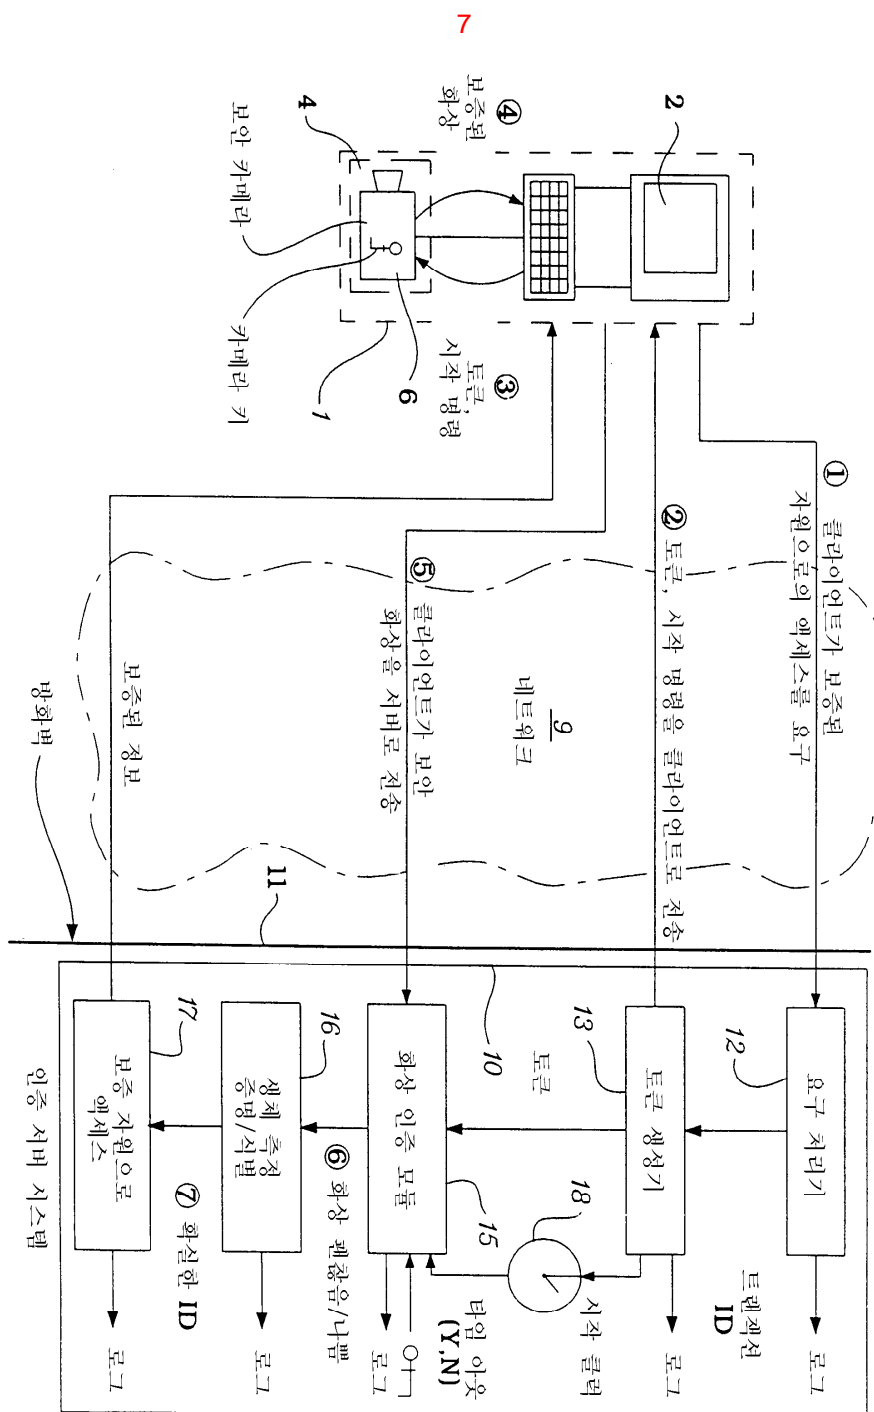 7
2
④ 보증된
화상
4
보안 카메라
카메라 키
1
6
③ 토큰,
시작 명령
① 클라이언트가 보증된
자원으로의 액세스를 요구
② 토큰, 시작 명령을 클라이언트로 전송
⑤ 클라이언트가 보안
화상을 서버로 전송
9
네트워크
보증된 정보
방화벽
11
10
12
요구 처리기
트랜잭션
ID
로그
13
토큰 생성기
토큰
로그
18
시작 클럭
15
화상 인증 모듈
타임 아웃
(Y,N)
로그
⑥ 화상 괜찮음/나쁨
16
생체 측정
증명/식별
로그
⑦ 확실한 ID
17
보증 자원으로
액세스
로그
인증 서버 시스템